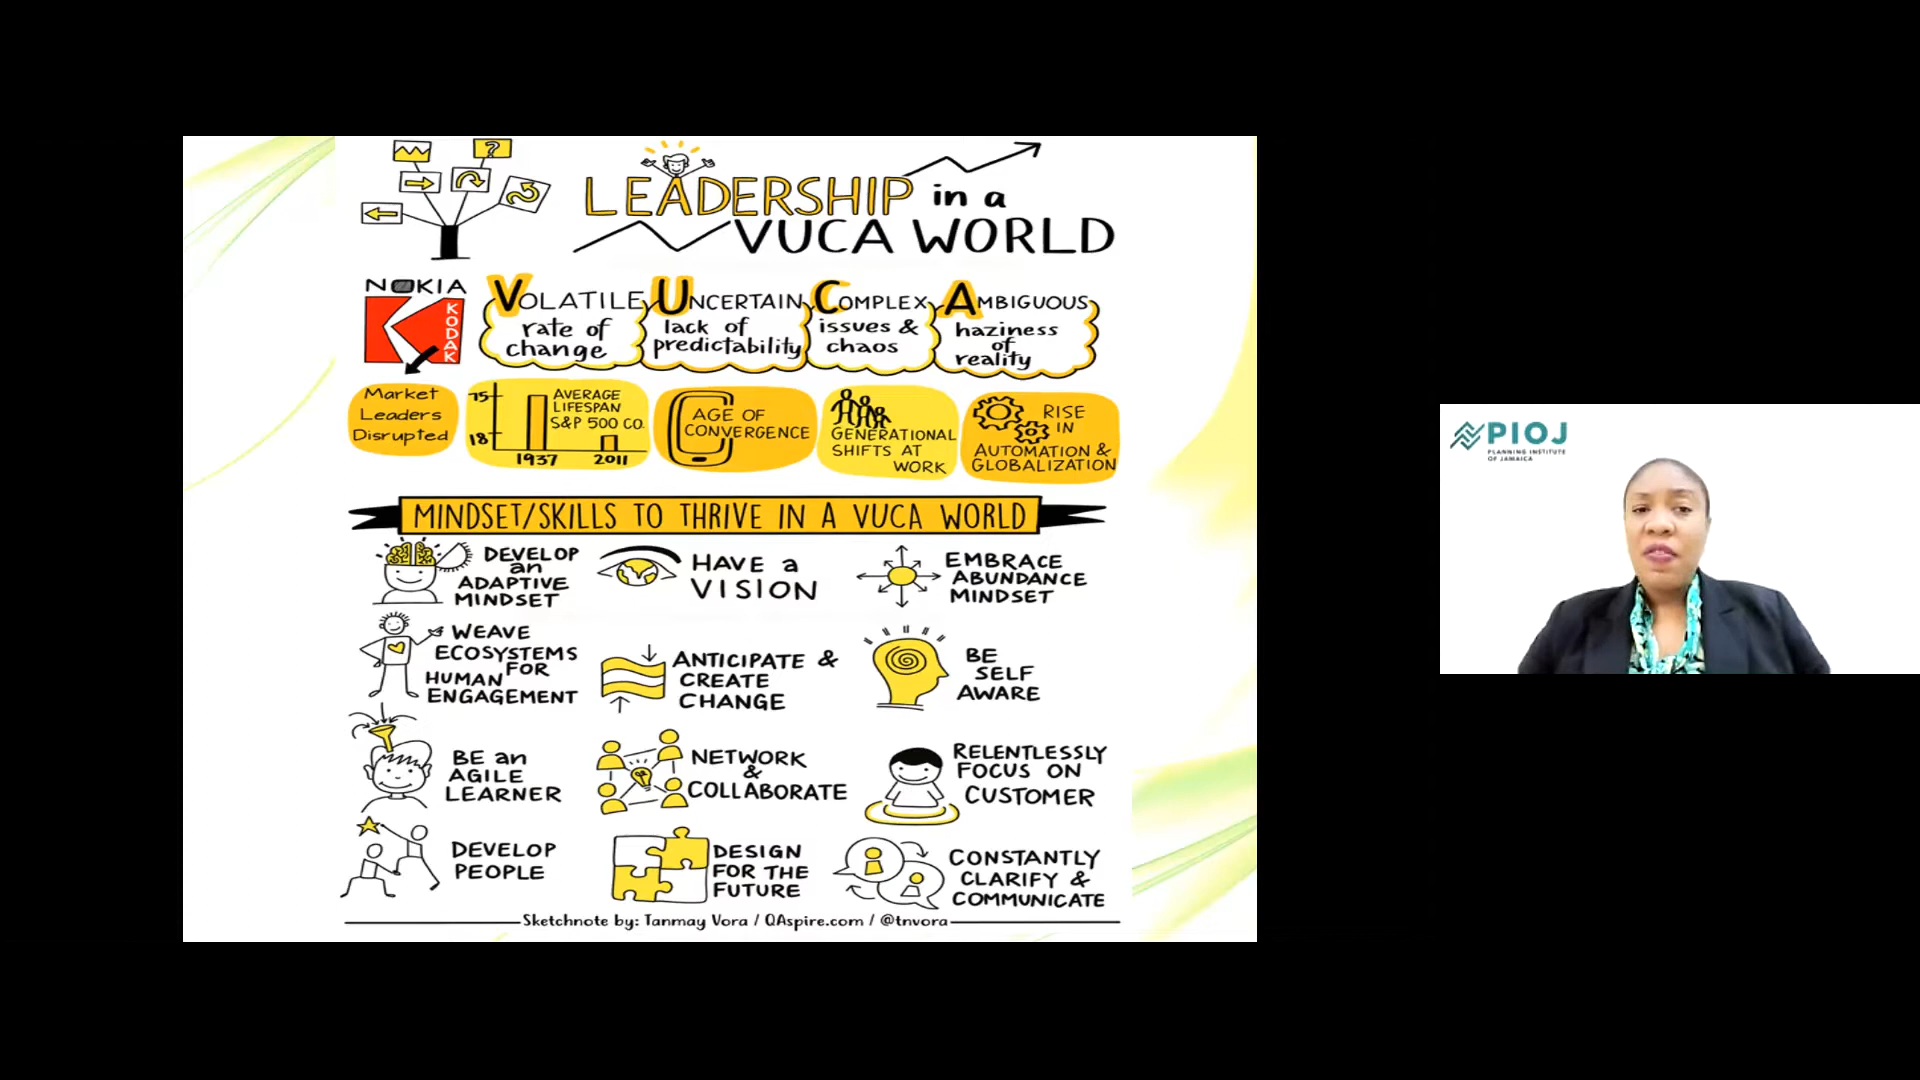 ?
LEADERSHIP in a
VUCA WORLD
NOKIA
KODAK
VOLATILE
rate of
change
UNCERTAIN
lack of
predictability
COMPLEX
issues &
chaos
AMBIGUOUS
haziness
of
reality
Market
Leaders
Disrupted
75
18
AVERAGE
LIFESPAN
S&P 500 CO.
1937 2011
AGE OF
CONVERGENCE
GENERATIONAL
SHIFTS AT
WORK
RISE
IN
AUTOMATION &
GLOBALIZATION
MINDSET/SKILLS TO THRIVE IN A VUCA WORLD
DEVELOP
an
ADAPTIVE
MINDSET
HAVE a
VISION
EMBRACE
ABUNDANCE
MINDSET
WEAVE
ECOSYSTEMS
FOR
HUMAN
ENGAGEMENT
ANTICIPATE &
CREATE
CHANGE
BE
SELF
AWARE
BE an
AGILE
LEARNER
NETWORK
&
COLLABORATE
RELENTLESSLY
FOCUS ON
CUSTOMER
DEVELOP
PEOPLE
DESIGN
FOR THE
FUTURE
CONSTANTLY
CLARIFY &
COMMUNICATE
Sketchnote by: Tanmay Vora / QAspire.com / @tnvora
PIOJ
PLANNING INSTITUTE
OF JAMAICA